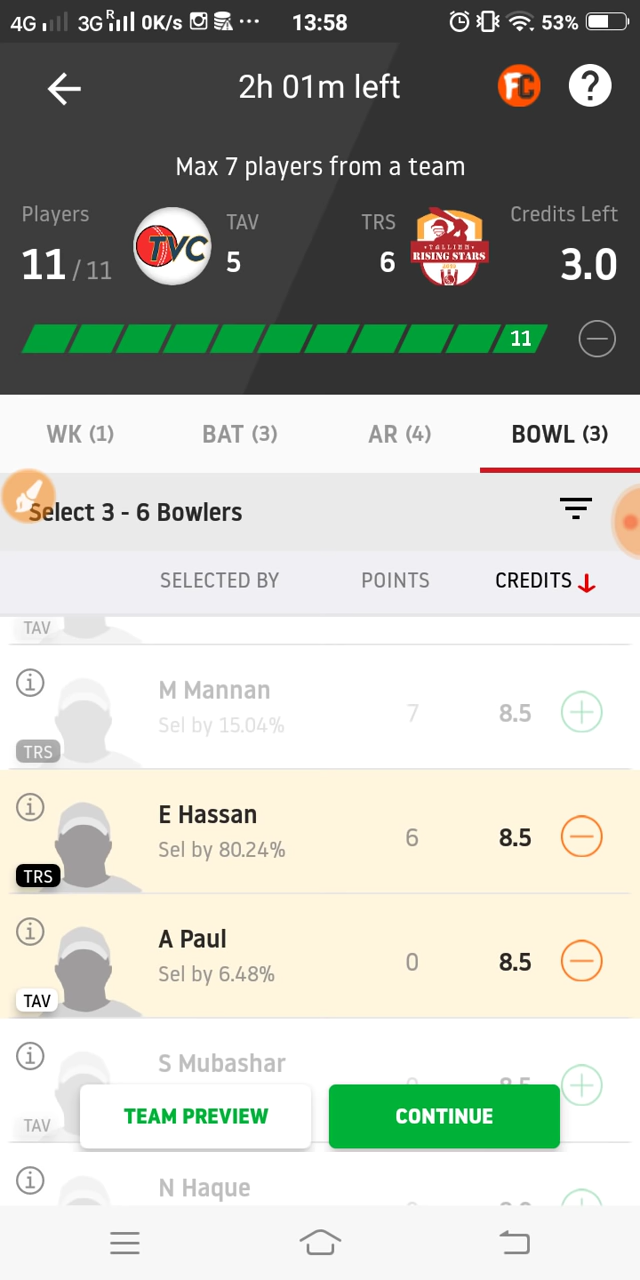 4G 3G R 0K/s ... 13:58 53%
2h 01m left FC ?
Max 7 players from a team
Players TAV TRS Credits Left
11 / 11 TVC 5 6 TALLINN RISING STARS 3.0
11
WK (1) BAT (3) AR (4) BOWL (3)
Select 3 - 6 Bowlers
SELECTED BY POINTS CREDITS
TAV
M Mannan
Sel by 15.04% 7 8.5
TRS
E Hassan
Sel by 80.24% 6 8.5
TRS
A Paul
Sel by 6.48% 0 8.5
TAV
S Mubashar
TAV
TEAM PREVIEW CONTINUE
N Haque